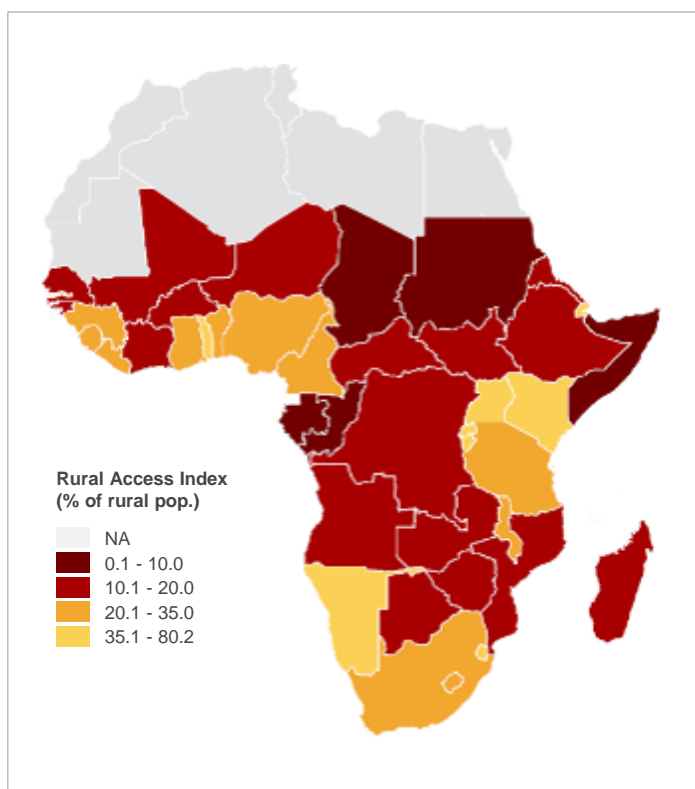 Rural Access Index
(% of rural pop.)
NA
0.1 - 10.0
10.1 - 20.0
20.1 - 35.0
35.1 - 80.2